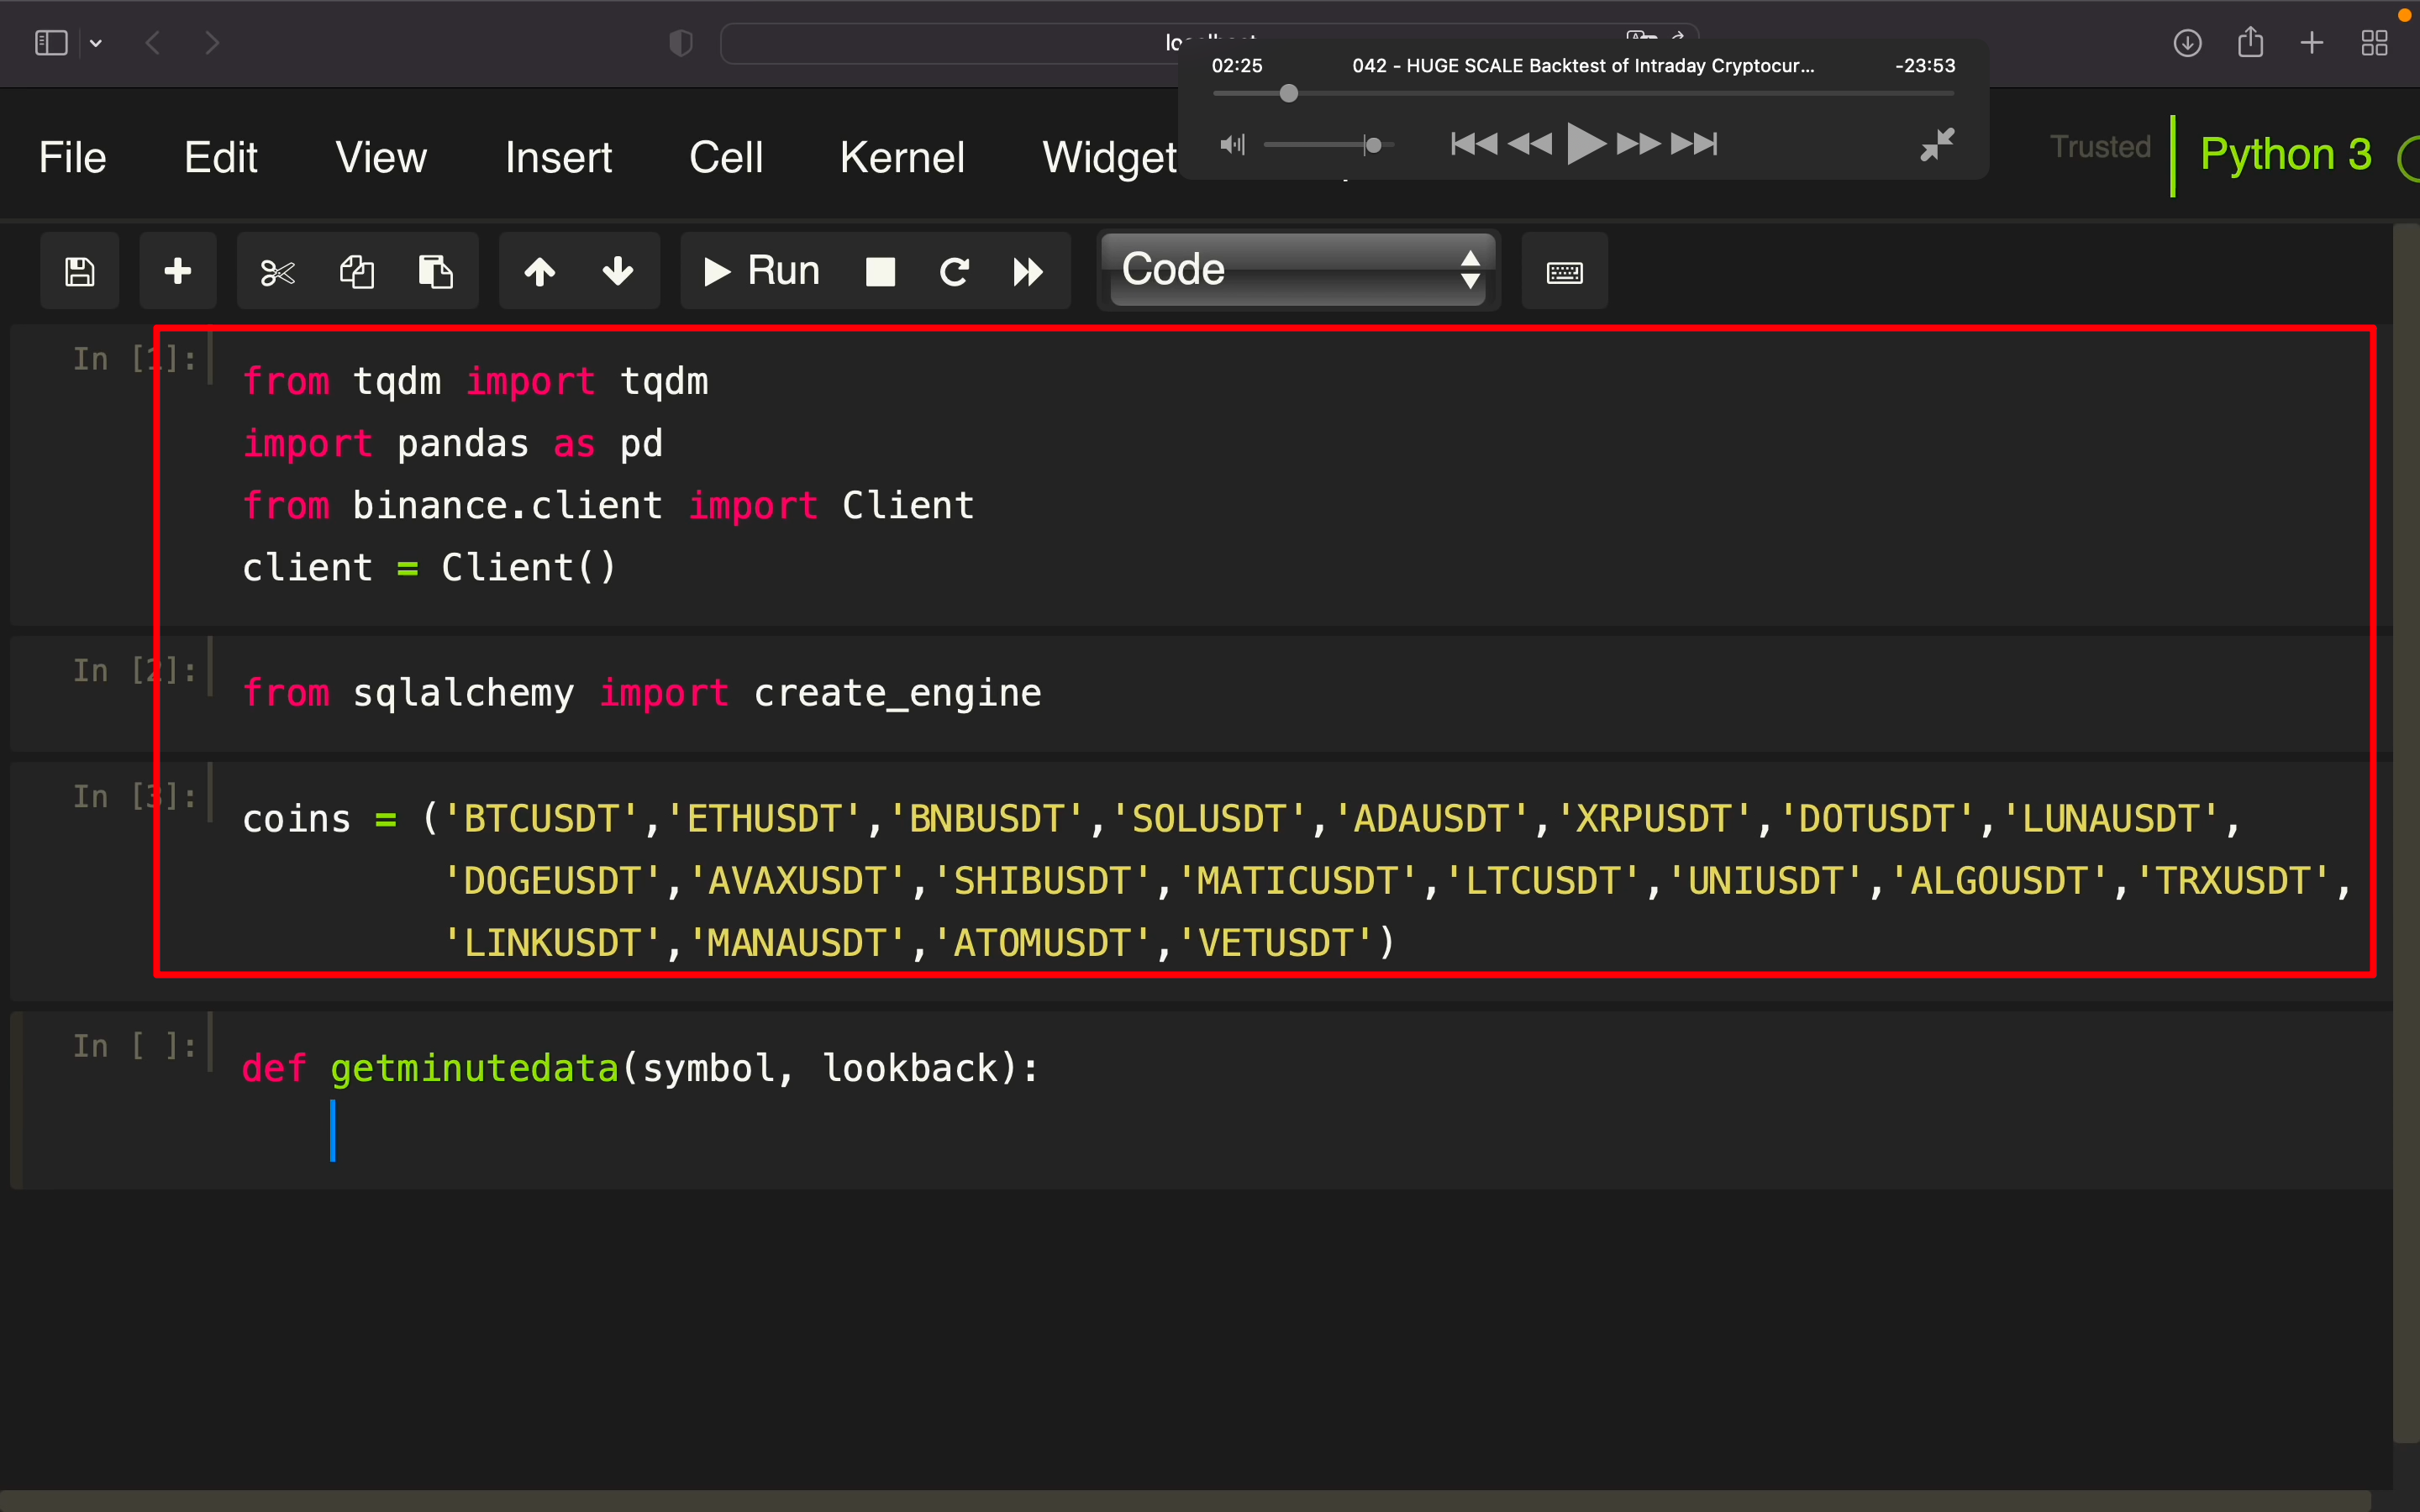 02:25 042 - HUGE SCALE Backtest of Intraday Cryptocur... -23:53
File Edit View Insert Cell Kernel Widget Trusted Python 3
Run Code
In [1]:
from tqdm import tqdm
import pandas as pd
from binance.client import Client
client = Client()
In [2]:
from sqlalchemy import create_engine
In [3]:
coins = ('BTCUSDT','ETHUSDT','BNBUSDT','SOLUSDT','ADAUSDT','XRPUSDT','DOTUSDT','LUNAUSDT',
'DOGEUSDT','AVAXUSDT','SHIBUSDT','MATICUSDT','LTCUSDT','UNIUSDT','ALGOUSDT','TRXUSDT',
'LINKUSDT','MANAUSDT','ATOMUSDT','VETUSDT')
In [ ]:
def getminutedata(symbol, lookback):